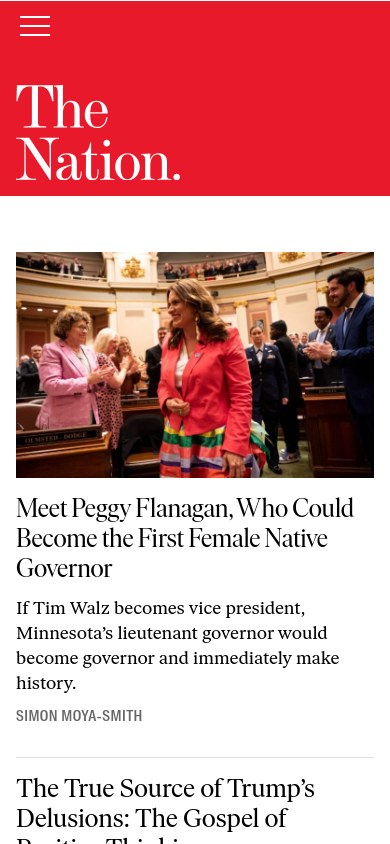 The
Nation.
OLMSTED - DODGE
Meet Peggy Flanagan, Who Could
Become the First Female Native
Governor
If Tim Walz becomes vice president,
Minnesota’s lieutenant governor would
become governor and immediately make
history.
SIMON MOYA-SMITH
The True Source of Trump’s
Delusions: The Gospel of